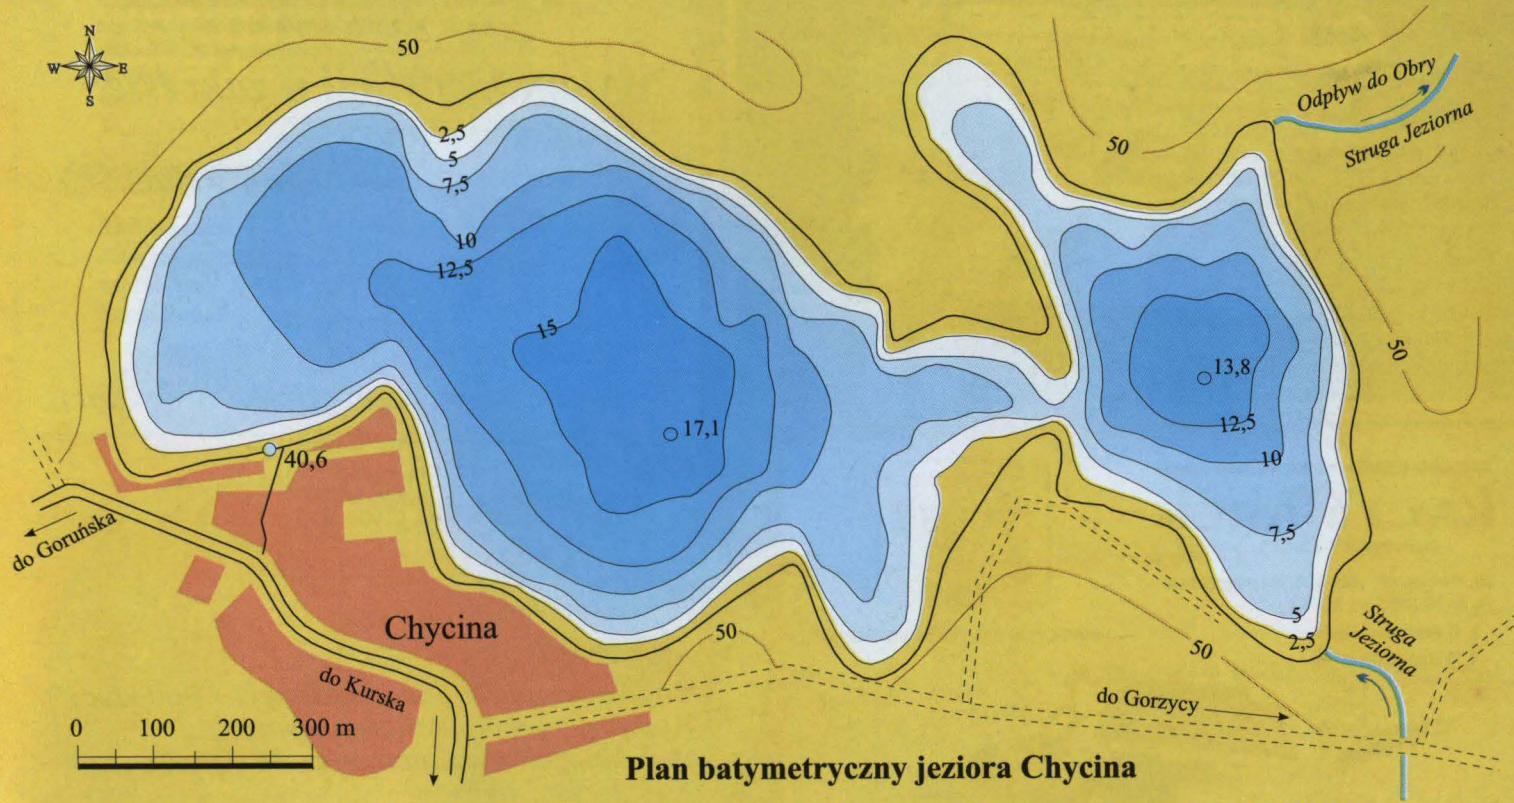 N
W E
S
50
2,5
5
7,5
10
12,5
15
17,1
40,6
50
Odpływ do Obry
Struga Jeziorna
50
13,8
12,5
10
7,5
5
2,5
Struga
Jeziorna
do Goruńska
Chycina
do Kurska
50
50
do Gorzycy
0 100 200 300 m
Plan batymetryczny jeziora Chycina